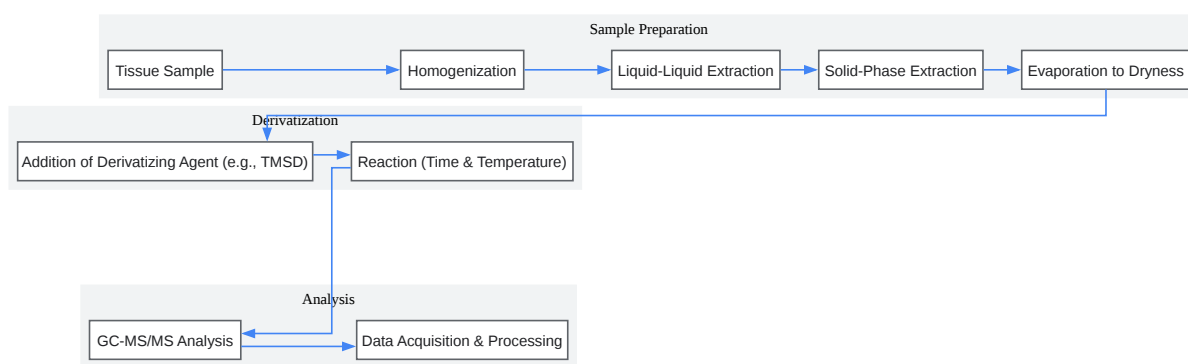 Sample Preparation
Tissue Sample
Homogenization
Liquid-Liquid Extraction
Solid-Phase Extraction
Evaporation to Dryness
Derivatization
Addition of Derivatizing Agent (e.g., TMSD)
Reaction (Time & Temperature)
Analysis
GC-MS/MS Analysis
Data Acquisition & Processing